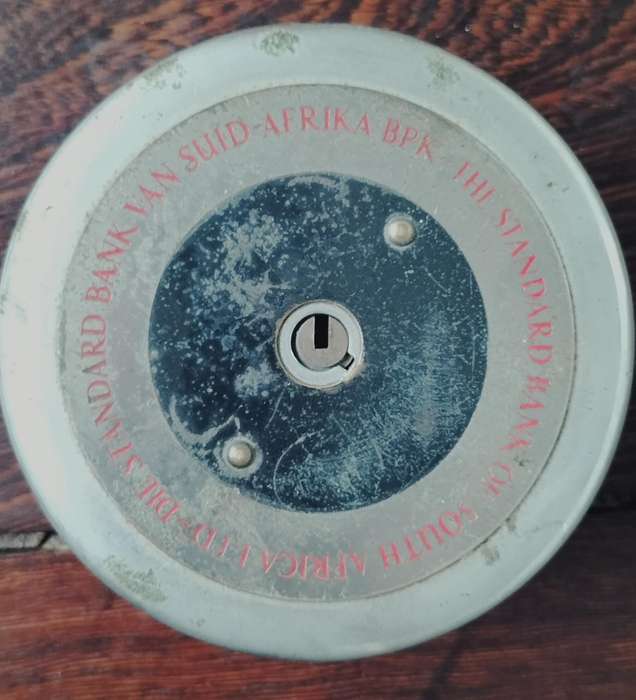 DIE STANDARD BANK VAN SUID-AFRIKA BPK
THE STANDARD BANK OF SOUTH AFRICA LTD